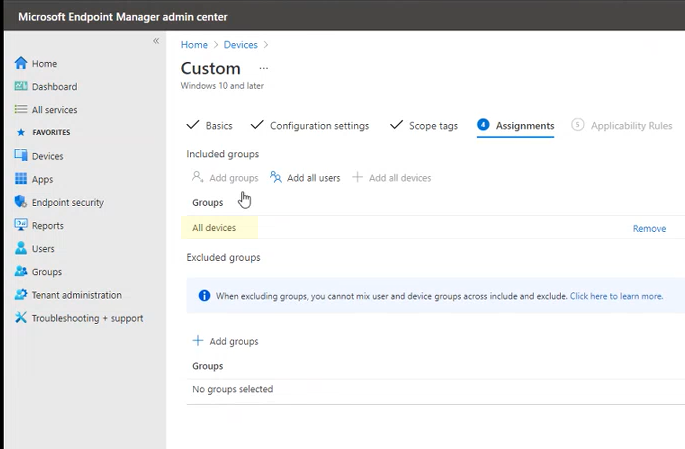 Microsoft Endpoint Manager admin center
«
Home
Dashboard
All services
FAVORITES
Devices
Apps
Endpoint security
Reports
Users
Groups
Tenant administration
Troubleshooting + support
Home > Devices >
Custom ...
Windows 10 and later
Basics Configuration settings Scope tags 4 Assignments 5 Applicability Rules
Included groups
Add groups Add all users + Add all devices
Groups
All devices Remove
Excluded groups
When excluding groups, you cannot mix user and device groups across include and exclude. Click here to learn more.
+ Add groups
Groups
No groups selected